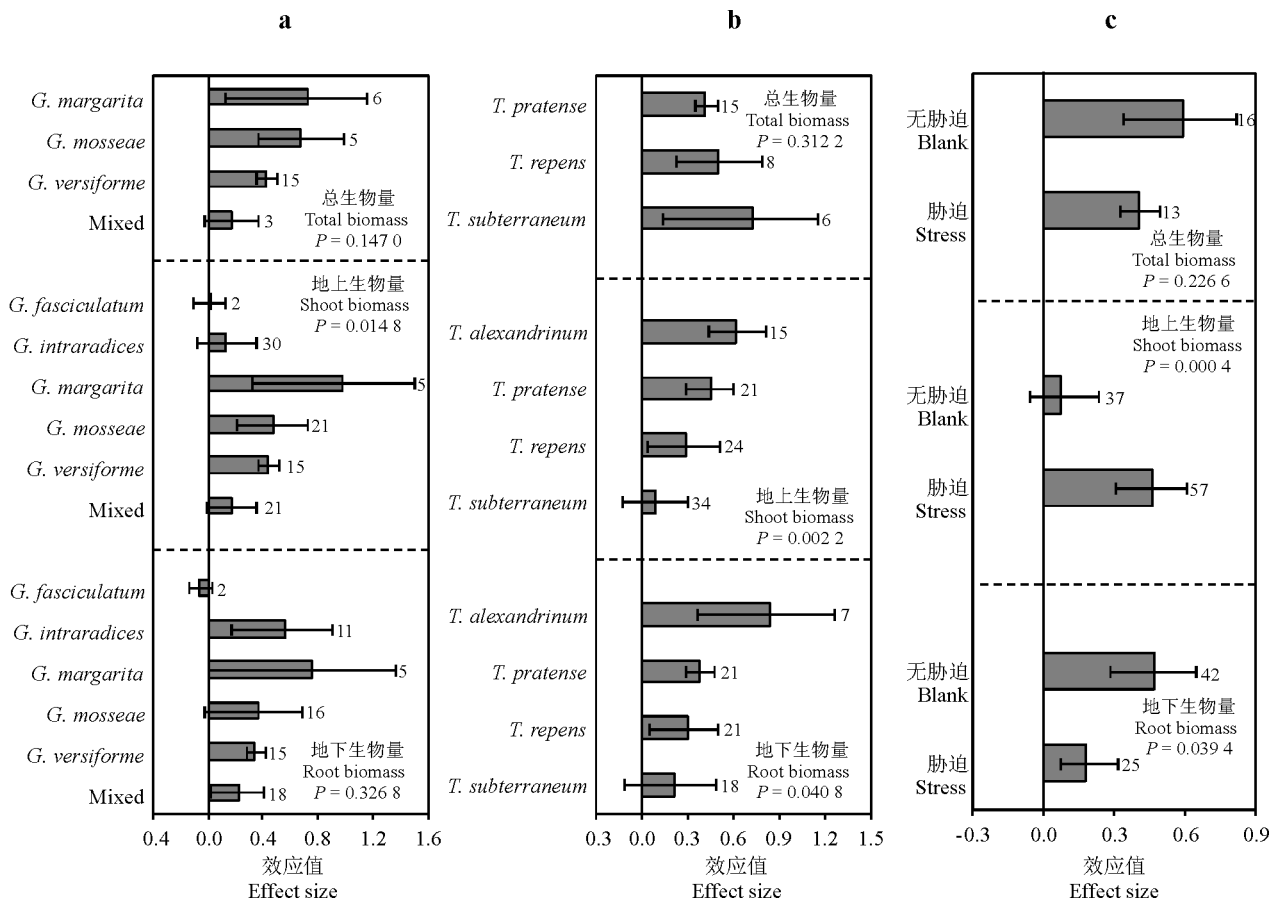 a
G. margarita
6
G. mosseae
5
G. versiforme
15
Mixed
3
总生物量
Total biomass
P = 0.147 0
G. fasciculatum
2
G. intraradices
30
G. margarita
5
G. mosseae
21
G. versiforme
15
Mixed
21
地上生物量
Shoot biomass
P = 0.014 8
G. fasciculatum
2
G. intraradices
11
G. margarita
5
G. mosseae
16
G. versiforme
15
Mixed
18
地下生物量
Root biomass
P = 0.326 8
0.4 0.0 0.4 0.8 1.2 1.6
效应值
Effect size
b
T. pratense
15
T. repens
8
T. subterraneum
6
总生物量
Total biomass
P = 0.312 2
T. alexandrinum
15
T. pratense
21
T. repens
24
T. subterraneum
34
地上生物量
Shoot biomass
P = 0.002 2
T. alexandrinum
7
T. pratense
21
T. repens
21
T. subterraneum
18
地下生物量
Root biomass
P = 0.040 8
0.3 0.0 0.3 0.6 0.9 1.2 1.5
效应值
Effect size
c
无胁迫
Blank
16
胁迫
Stress
13
总生物量
Total biomass
P = 0.226 6
地上生物量
Shoot biomass
P = 0.000 4
无胁迫
Blank
37
胁迫
Stress
57
无胁迫
Blank
42
地下生物量
Root biomass
P = 0.039 4
胁迫
Stress
25
-0.3 0.0 0.3 0.6 0.9
效应值
Effect size